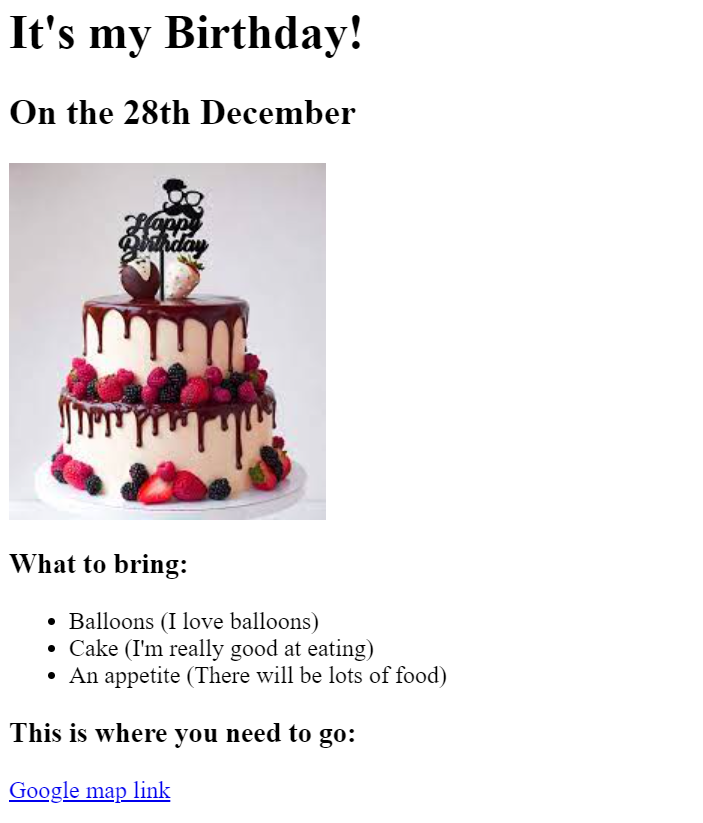 It's my Birthday!
On the 28th December
Happy
Birthday
What to bring:
Balloons (I love balloons)
Cake (I'm really good at eating)
An appetite (There will be lots of food)
This is where you need to go:
Google map link